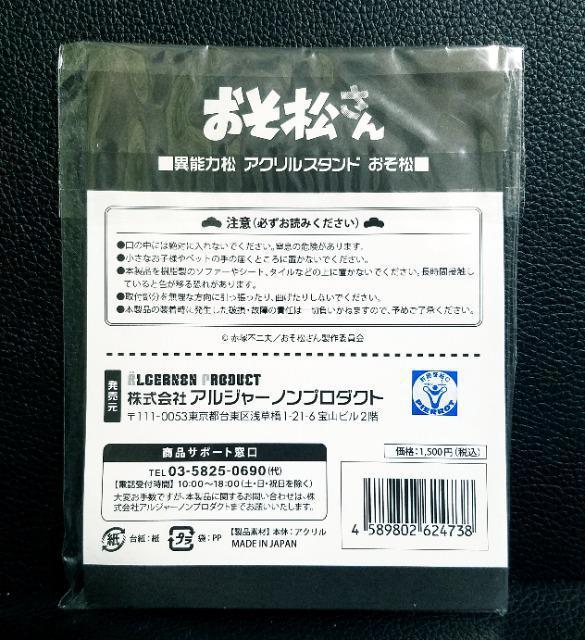 おそ松さん
■異能力松 アクリルスタンド おそ松■
注意（必ずお読みください）
●口の中には絶対に入れないでください。窒息の危険があります。
●小さなお子様やペットの手の届くところに置かないでください。
●本製品を樹脂製のソファーやシート、タイルなどの上に置かないでください。長時間接触し
ていると色が移る恐れがあります。
●取付部分を無理な方向に引っ張ったり、曲げたりしないでください。
●本製品の装着時に発生した破損・故障の責任は一切負いかねますので、予めご了承ください。
© 赤塚不二夫／おそ松さん製作委員会
発売元
ALGERNON PRODUCT
株式会社 アルジャーノンプロダクト
〒111-0053東京都台東区浅草橋1-21-6 宝山ビル2階
許諾証紙
PIERROT
商品サポート窓口
TEL 03-5825-0690（代）
【電話受付時間】 10:00～18:00（土・日・祝日を除く）
大変お手数ですが、本製品に関するお問い合わせは、株
式会社アルジャーノンプロダクトまでお願いいたします。
価格：1,500円（税込）
4 589802 624738
紙 台紙：紙
プラ 袋：PP
【製品素材】 本体：アクリル
MADE IN JAPAN